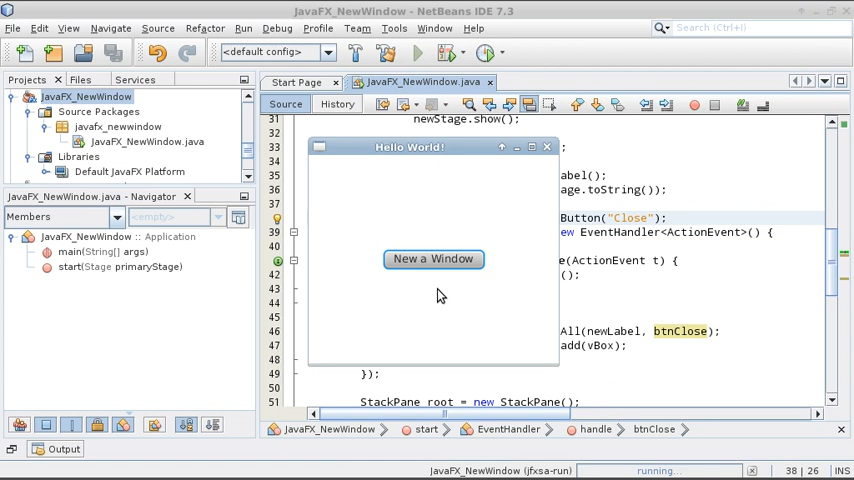 JavaFX_NewWindow - NetBeans IDE 7.3
File Edit View Navigate Source Refactor Run Debug Profile Team Tools Window Help
Search (Ctrl+I)
<default config>
Projects Files Services
JavaFX_NewWindow
Source Packages
javafx_newwindow
JavaFX_NewWindow.java
Libraries
Default JavaFX Platform
JavaFX_NewWindow.java - Navigator
Members
<empty>
JavaFX_NewWindow :: Application
main(String[] args)
start(Stage primaryStage)
Output
Start Page JavaFX_NewWindow.java
Source History
31 newStage.show();
32
33 ;
34
35 abel();
36 age.toString());
37
Button("Close");
39 ew EventHandler<ActionEvent>() {
40
e(ActionEvent t) {
42 ();
43
44
45
46 All(newLabel, btnClose);
47 add(vBox);
48
49 });
50
51 StackPane root = new StackPane();
Hello World!
New a Window
JavaFX_NewWindow start EventHandler handle btnClose
JavaFX_NewWindow (jfxsa-run) running... 38 | 26 INS